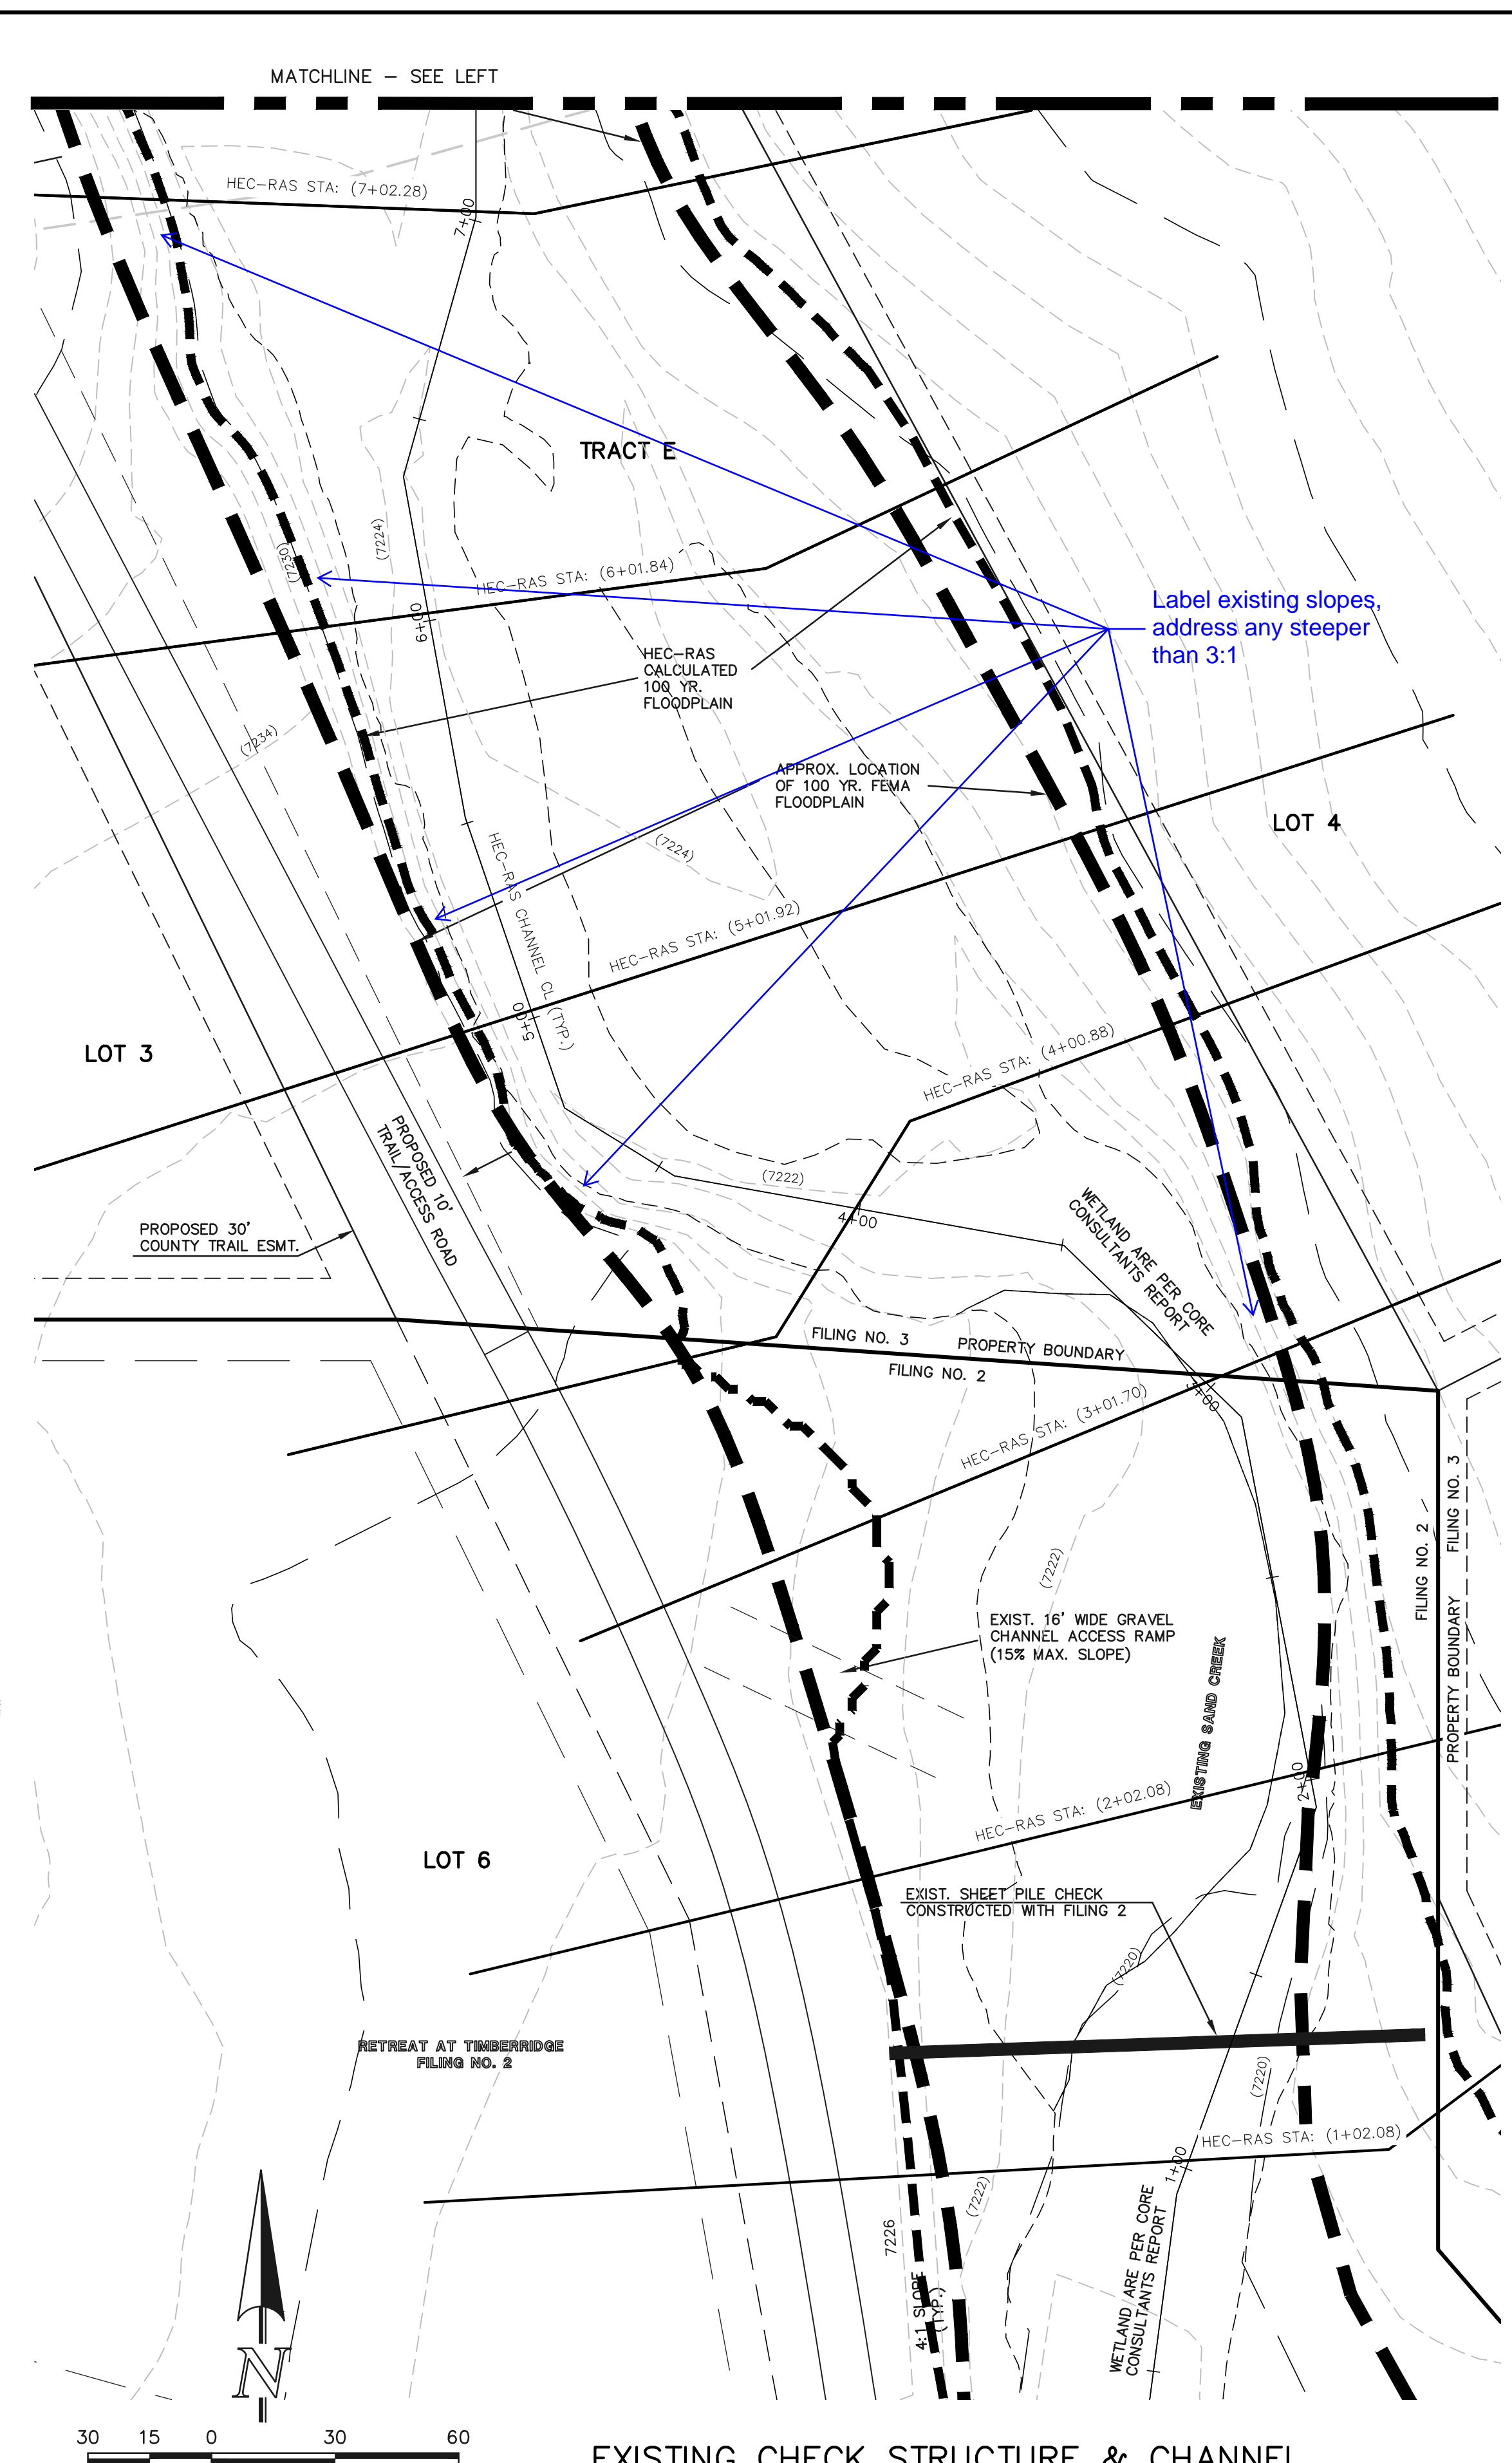 MATCHLINE – SEE LEFT
HEC–RAS STA: (7+02.28)
7+00
TRACT E
(7224)
(7230)
HEC–RAS STA: (6+01.84)
6+00
Label existing slopes,
address any steeper
than 3:1
HEC–RAS
CALCULATED
100 YR.
FLOODPLAIN
(7234)
APPROX. LOCATION
OF 100 YR. FEMA
FLOODPLAIN
LOT 4
(7224)
HEC–RAS CHANNEL CL (TYP.)
HEC–RAS STA: (5+01.92)
5+00
LOT 3
HEC–RAS STA: (4+00.88)
PROPOSED 10'
TRAIL/ACCESS ROAD
(7222)
4+00
WETLAND ARE PER CORE
CONSULTANTS REPORT
PROPOSED 30'
COUNTY TRAIL ESMT.
FILING NO. 3
PROPERTY BOUNDARY
FILING NO. 2
3+00
HEC–RAS STA: (3+01.70)
FILING NO. 2
FILING NO. 3
PROPERTY BOUNDARY
(7222)
EXIST. 16' WIDE GRAVEL
CHANNEL ACCESS RAMP
(15% MAX. SLOPE)
EXISTING SAND CREEK
2+00
HEC–RAS STA: (2+02.08)
LOT 6
EXIST. SHEET PILE CHECK
CONSTRUCTED WITH FILING 2
(7220)
RETREAT AT TIMBERRIDGE
FILING NO. 2
(7220)
HEC–RAS STA: (1+02.08)
1+00
(7222)
7226
WETLAND ARE PER CORE
CONSULTANTS REPORT
4:1 SLOPE
(TYP.)
N
30 15 0 30 60
EXISTING CHECK STRUCTURE & CHANNEL